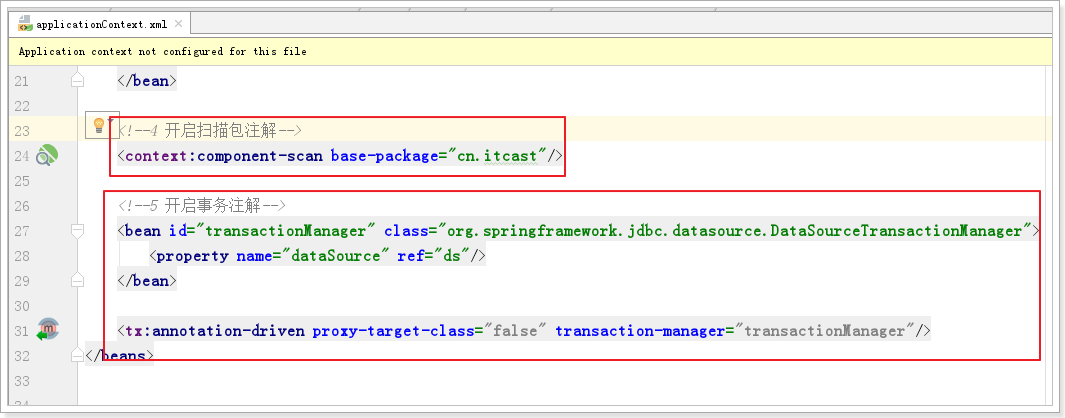 applicationContext.xml
Application context not configured for this file
21 </bean>
22
23 <!--4 开启扫描包注解-->
24 <context:component-scan base-package="cn.itcast"/>
25
26 <!--5 开启事务注解-->
27 <bean id="transactionManager" class="org.springframework.jdbc.datasource.DataSourceTransactionManager">
28 <property name="dataSource" ref="ds"/>
29 </bean>
30
31 <tx:annotation-driven proxy-target-class="false" transaction-manager="transactionManager"/>
32 </beans>
33